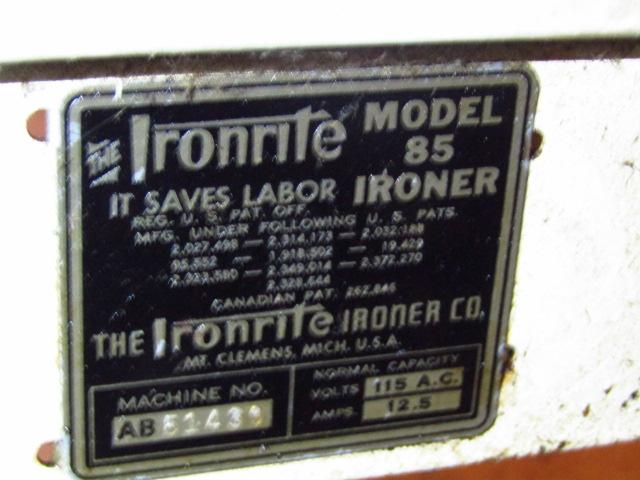 THE Ironrite MODEL 85
IT SAVES LABOR IRONER
REG. U. S. PAT. OFF.
MFG. UNDER FOLLOWING U. S. PATS.
2,027,498 — 2,314,173 — 2,032,188
95,552 — 1,918,502 — 19,429
2,323,580 — 2,349,014 — 2,372,270
2,328,644
CANADIAN PAT. 262,846
THE Ironrite IRONER CO.
MT. CLEMENS, MICH. U.S.A.
MACHINE NO.
AB
NORMAL CAPACITY
VOLTS 115 A.C.
AMPS. 12.5